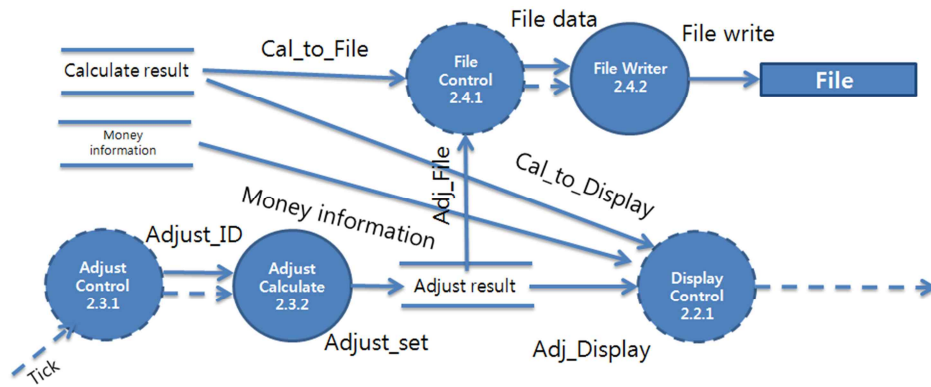 File data
Cal_to_File
File write
Calculate result
File
Control
2.4.1
File Writer
2.4.2
File
Money
information
Adj_File
Cal_to_Display
Money information
Adjust_ID
Adjust
Control
2.3.1
Adjust
Calculate
2.3.2
Adjust result
Display
Control
2.2.1
Adjust_set
Adj_Display
Tick